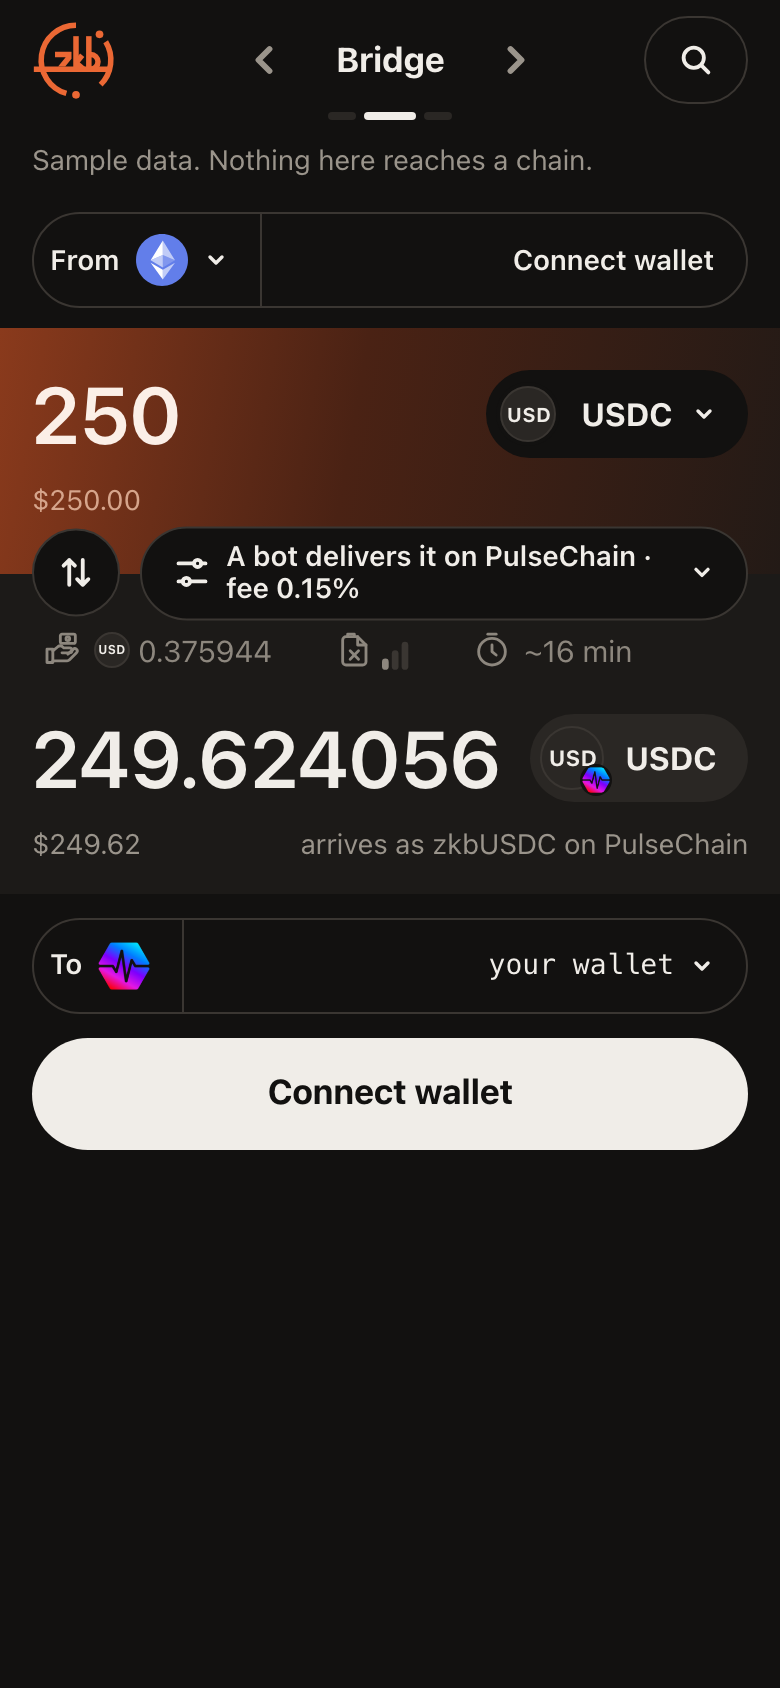 zkb
Bridge
Sample data. Nothing here reaches a chain.
From
Connect wallet
250
USD USDC
$250.00
A bot delivers it on PulseChain ·
fee 0.15%
USD 0.375944
~16 min
249.624056
USD USDC
$249.62
arrives as zkbUSDC on PulseChain
To
your wallet
Connect wallet